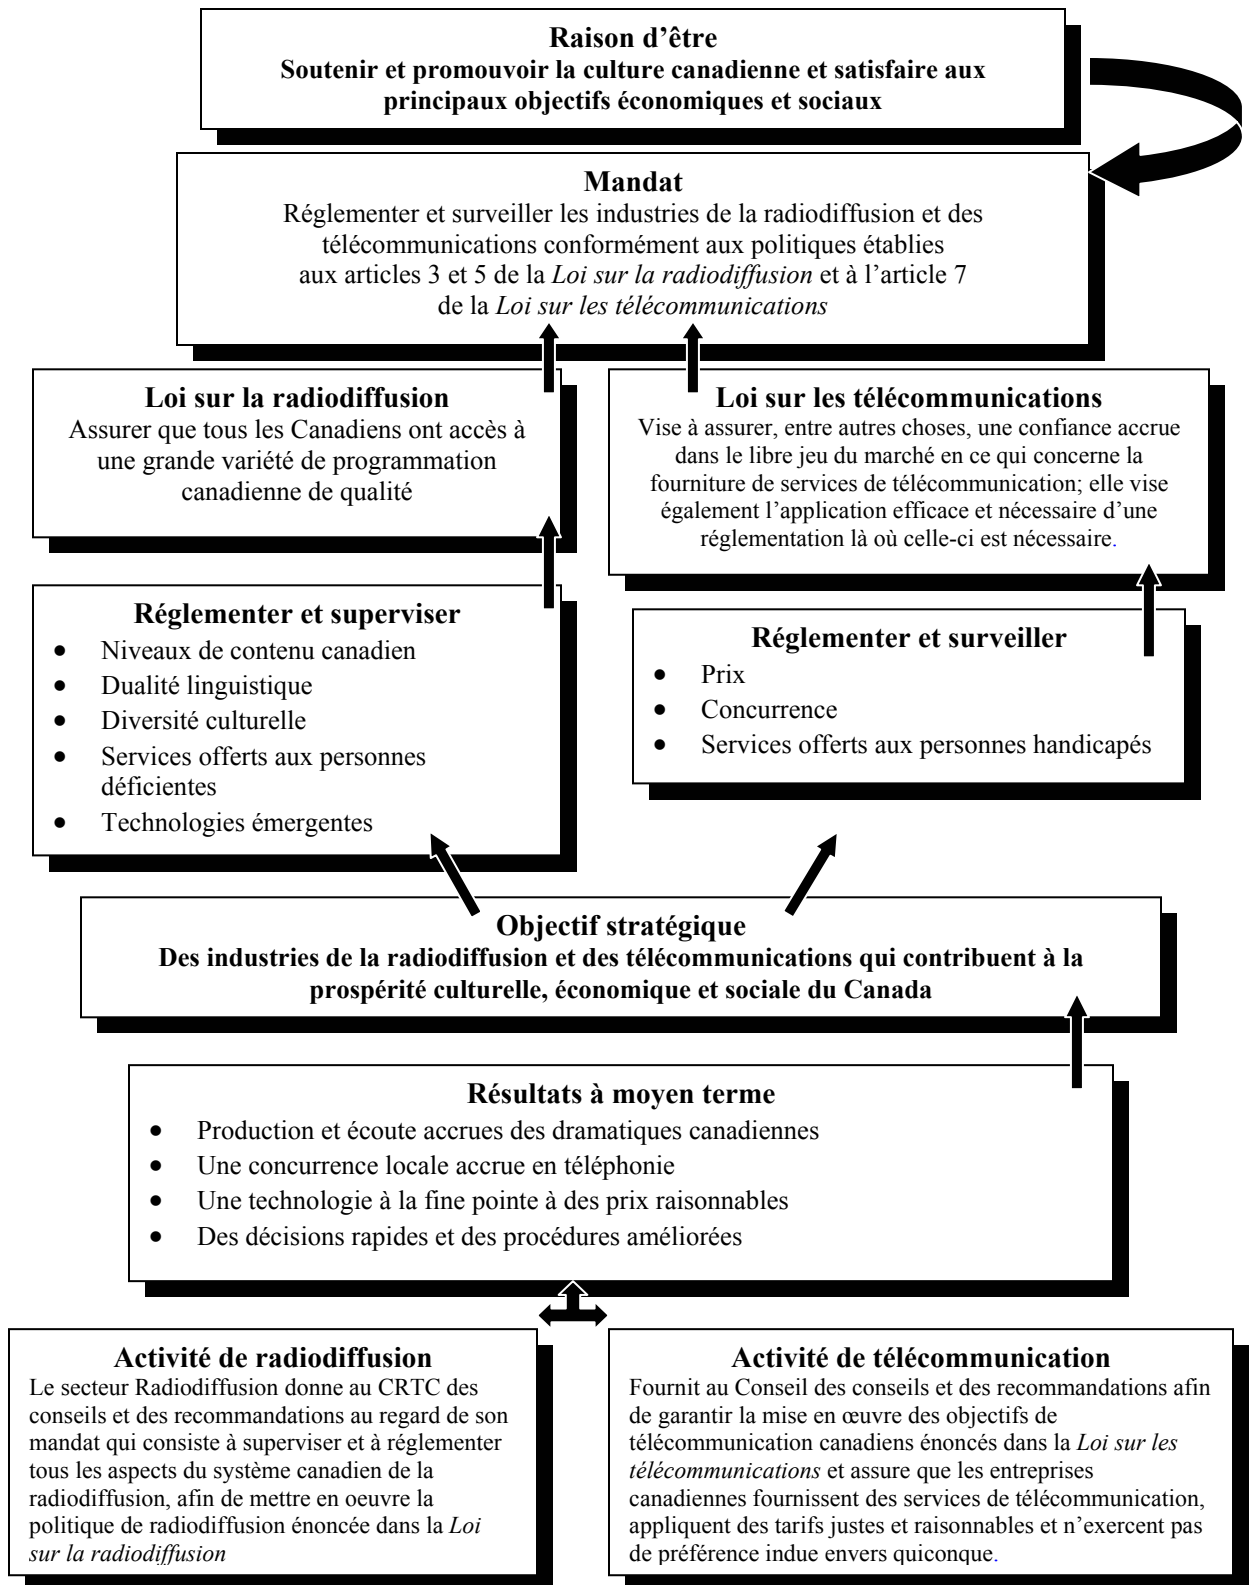 Raison d’être
Soutenir et promouvoir la culture canadienne et satisfaire aux
principaux objectifs économiques et sociaux
Mandat
Réglementer et surveiller les industries de la radiodiffusion et des
télécommunications conformément aux politiques établies
aux articles 3 et 5 de la Loi sur la radiodiffusion et à l’article 7
de la Loi sur les télécommunications
Loi sur la radiodiffusion
Assurer que tous les Canadiens ont accès à
une grande variété de programmation
canadienne de qualité
Loi sur les télécommunications
Vise à assurer, entre autres choses, une confiance accrue
dans le libre jeu du marché en ce qui concerne la
fourniture de services de télécommunication; elle vise
également l’application efficace et nécessaire d’une
réglementation là où celle-ci est nécessaire.
Réglementer et superviser
• Niveaux de contenu canadien
• Dualité linguistique
• Diversité culturelle
• Services offerts aux personnes
déficientes
• Technologies émergentes
Réglementer et surveiller
• Prix
• Concurrence
• Services offerts aux personnes handicapés
Objectif stratégique
Des industries de la radiodiffusion et des télécommunications qui contribuent à la
prospérité culturelle, économique et sociale du Canada
Résultats à moyen terme
• Production et écoute accrues des dramatiques canadiennes
• Une concurrence locale accrue en téléphonie
• Une technologie à la fine pointe à des prix raisonnables
• Des décisions rapides et des procédures améliorées
Activité de radiodiffusion
Le secteur Radiodiffusion donne au CRTC des
conseils et des recommandations au regard de son
mandat qui consiste à superviser et à réglementer
tous les aspects du système canadien de la
radiodiffusion, afin de mettre en oeuvre la
politique de radiodiffusion énoncée dans la Loi
sur la radiodiffusion
Activité de télécommunication
Fournit au Conseil des conseils et des recommandations afin
de garantir la mise en œuvre des objectifs de
télécommunication canadiens énoncés dans la Loi sur les
télécommunications et assure que les entreprises
canadiennes fournissent des services de télécommunication,
appliquent des tarifs justes et raisonnables et n’exercent pas
de préférence indue envers quiconque.